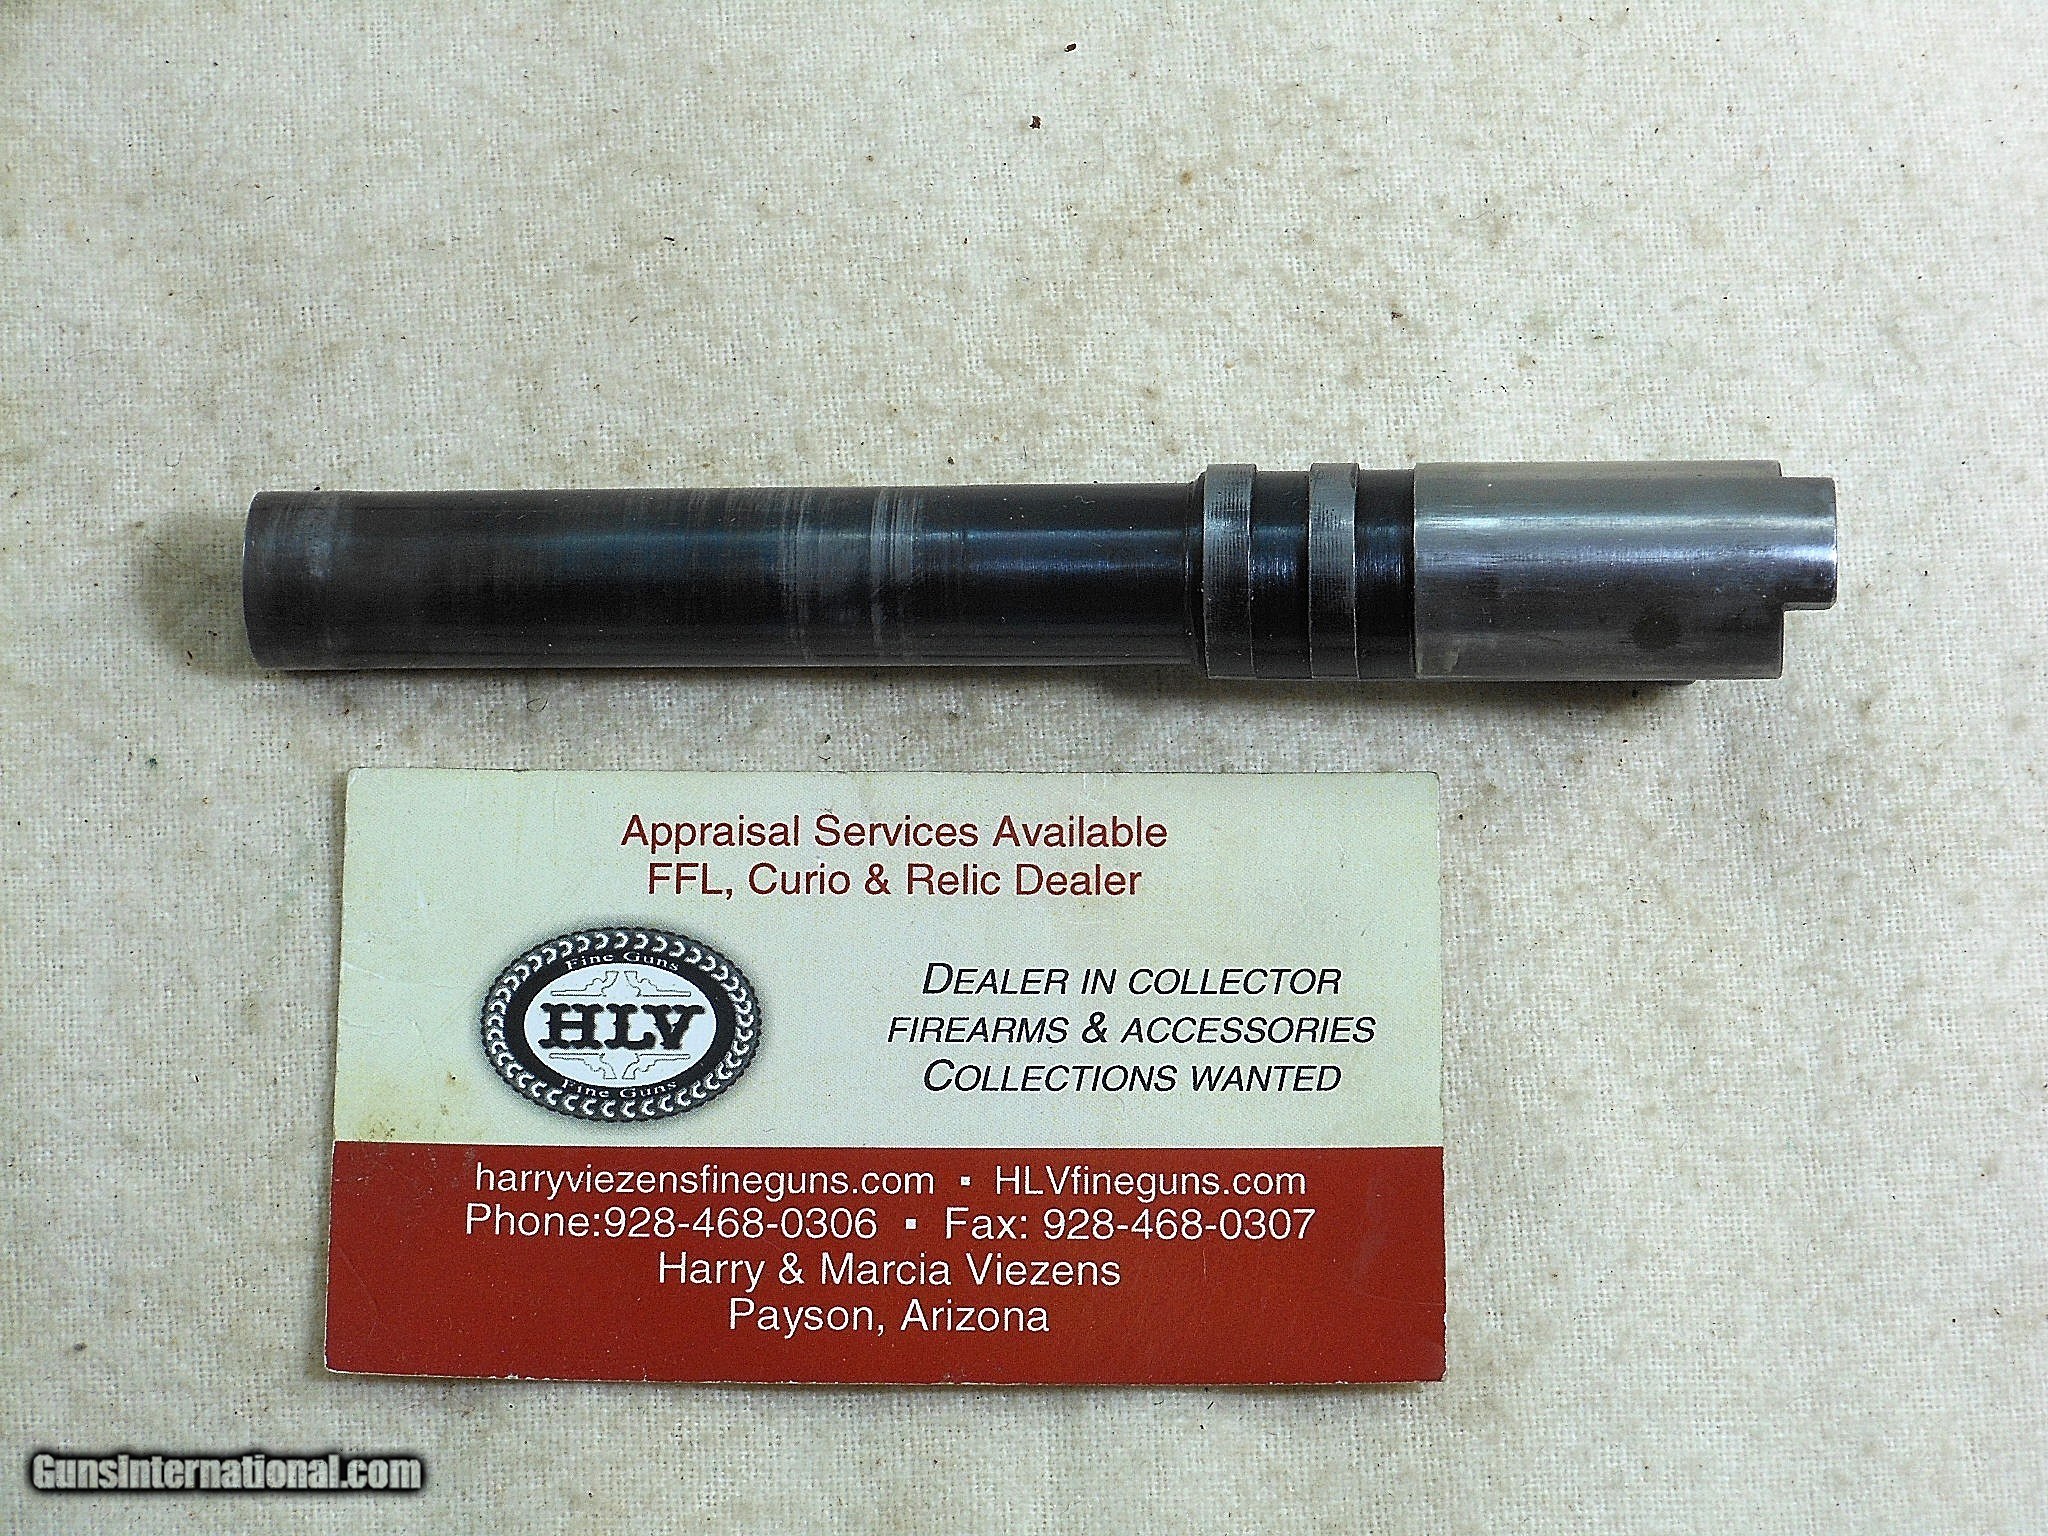 Appraisal Services Available
FFL, Curio & Relic Dealer
Fine Guns
HLV
Fine Guns
DEALER IN COLLECTOR
FIREARMS & ACCESSORIES
COLLECTIONS WANTED
harryviezensfineguns.com ▪ HLVfineguns.com
Phone:928-468-0306 ▪ Fax: 928-468-0307
Harry & Marcia Viezens
Payson, Arizona
GunsInternational.com